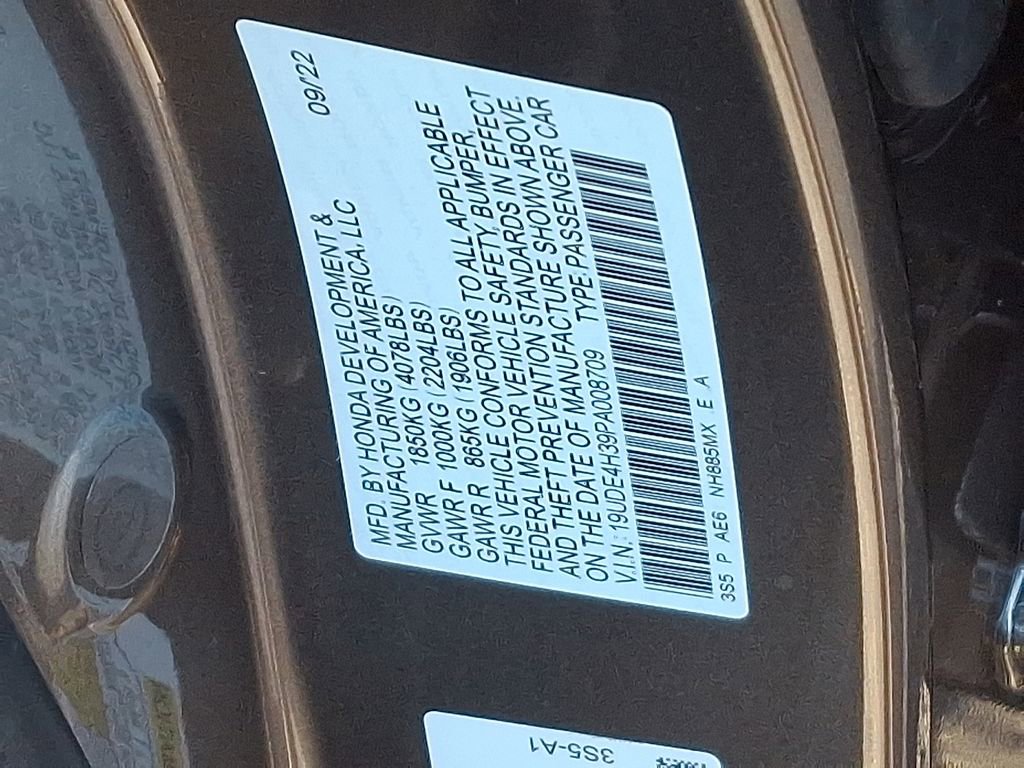 09/22
MFD. BY HONDA DEVELOPMENT &
MANUFACTURING OF AMERICA, LLC
GVWR 1850KG (4078LBS)
GAWR F 1000KG (2204LBS)
GAWR R 865KG (1906LBS)
THIS VEHICLE CONFORMS TO ALL APPLICABLE
FEDERAL MOTOR VEHICLE SAFETY, BUMPER,
AND THEFT PREVENTION STANDARDS IN EFFECT
ON THE DATE OF MANUFACTURE SHOWN ABOVE.
V.I.N.: 19UDE4H39PA008709 TYPE:PASSENGER CAR
3S5 P AE6 NH885MX E A
3S5-A1